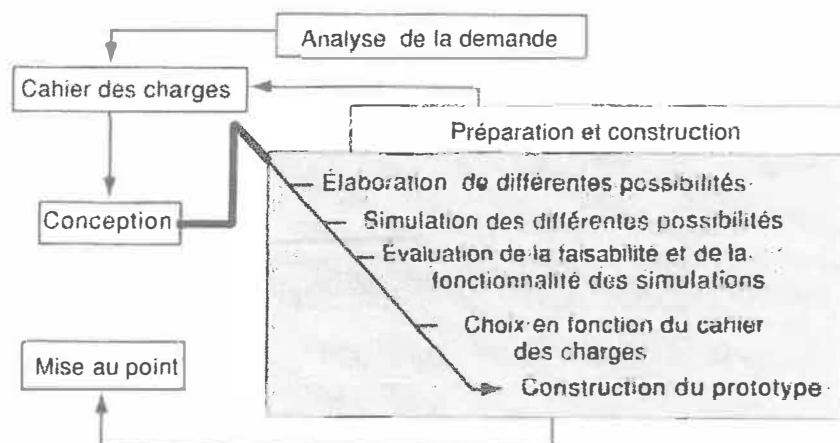 Analyse de la demande
Cahier des charges
Préparation et construction
Élaboration de différentes possibilités
Conception
Simulation des différentes possibilités
Évaluation de la faisabilité et de la
fonctionnalité des simulations
Choix en fonction du cahier
des charges
Mise au point
Construction du prototype